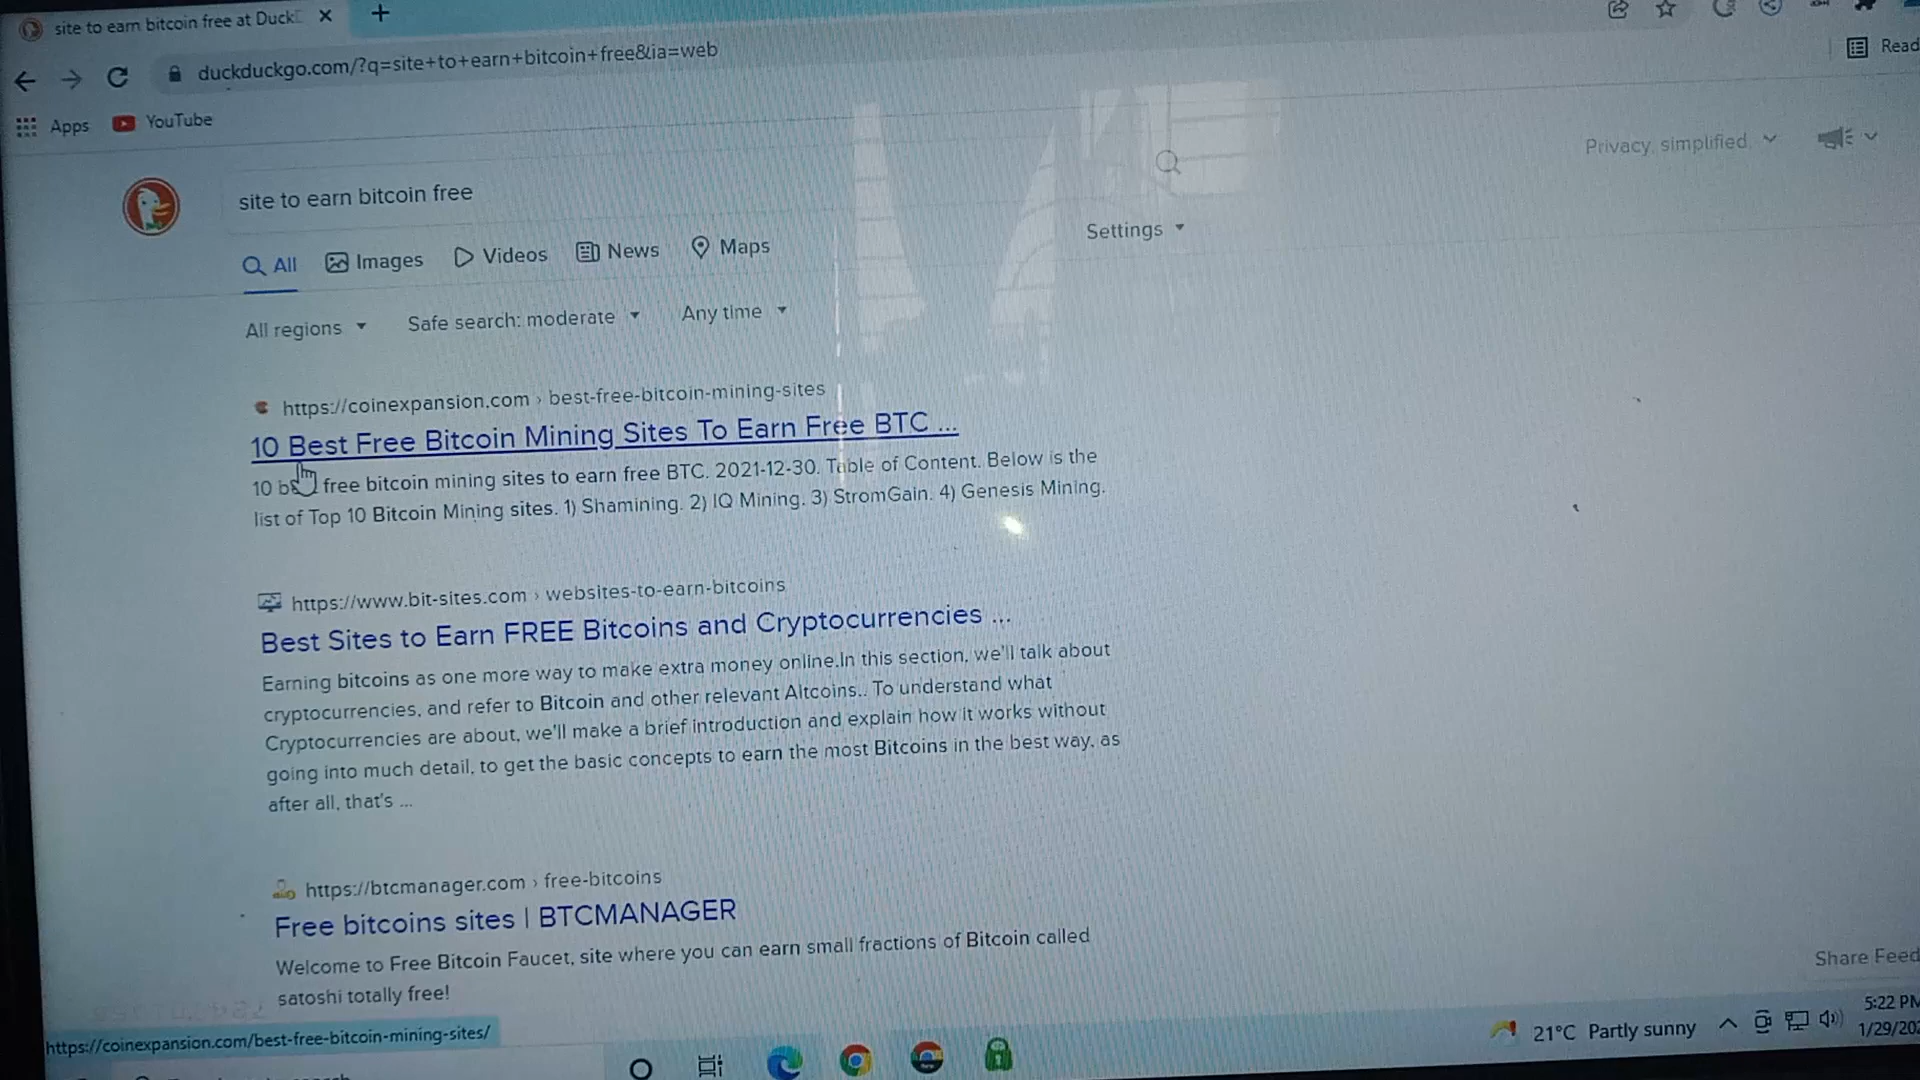 site to earn bitcoin free at Duck
duckduckgo.com/?q=site+to+earn+bitcoin+free&ia=web
Read
Apps YouTube
Privacy, simplified.
site to earn bitcoin free
All Images Videos News Maps Settings
All regions Safe search: moderate Any time
https://coinexpansion.com › best-free-bitcoin-mining-sites
10 Best Free Bitcoin Mining Sites To Earn Free BTC ...
10 free bitcoin mining sites to earn free BTC. 2021-12-30. Table of Content. Below is the
list of Top 10 Bitcoin Mining sites. 1) Shamining. 2) IQ Mining. 3) StromGain. 4) Genesis Mining.
https://www.bit-sites.com › websites-to-earn-bitcoins
Best Sites to Earn FREE Bitcoins and Cryptocurrencies ...
Earning bitcoins as one more way to make extra money online.In this section, we'll talk about
cryptocurrencies, and refer to Bitcoin and other relevant Altcoins.. To understand what
Cryptocurrencies are about, we'll make a brief introduction and explain how it works without
going into much detail, to get the basic concepts to earn the most Bitcoins in the best way, as
after all, that's ...
https://btcmanager.com › free-bitcoins
Free bitcoins sites | BTCMANAGER
Welcome to Free Bitcoin Faucet, site where you can earn small fractions of Bitcoin called
satoshi totally free!
Share Feed
https://coinexpansion.com/best-free-bitcoin-mining-sites/
21°C Partly sunny
5:22 PM
1/29/202